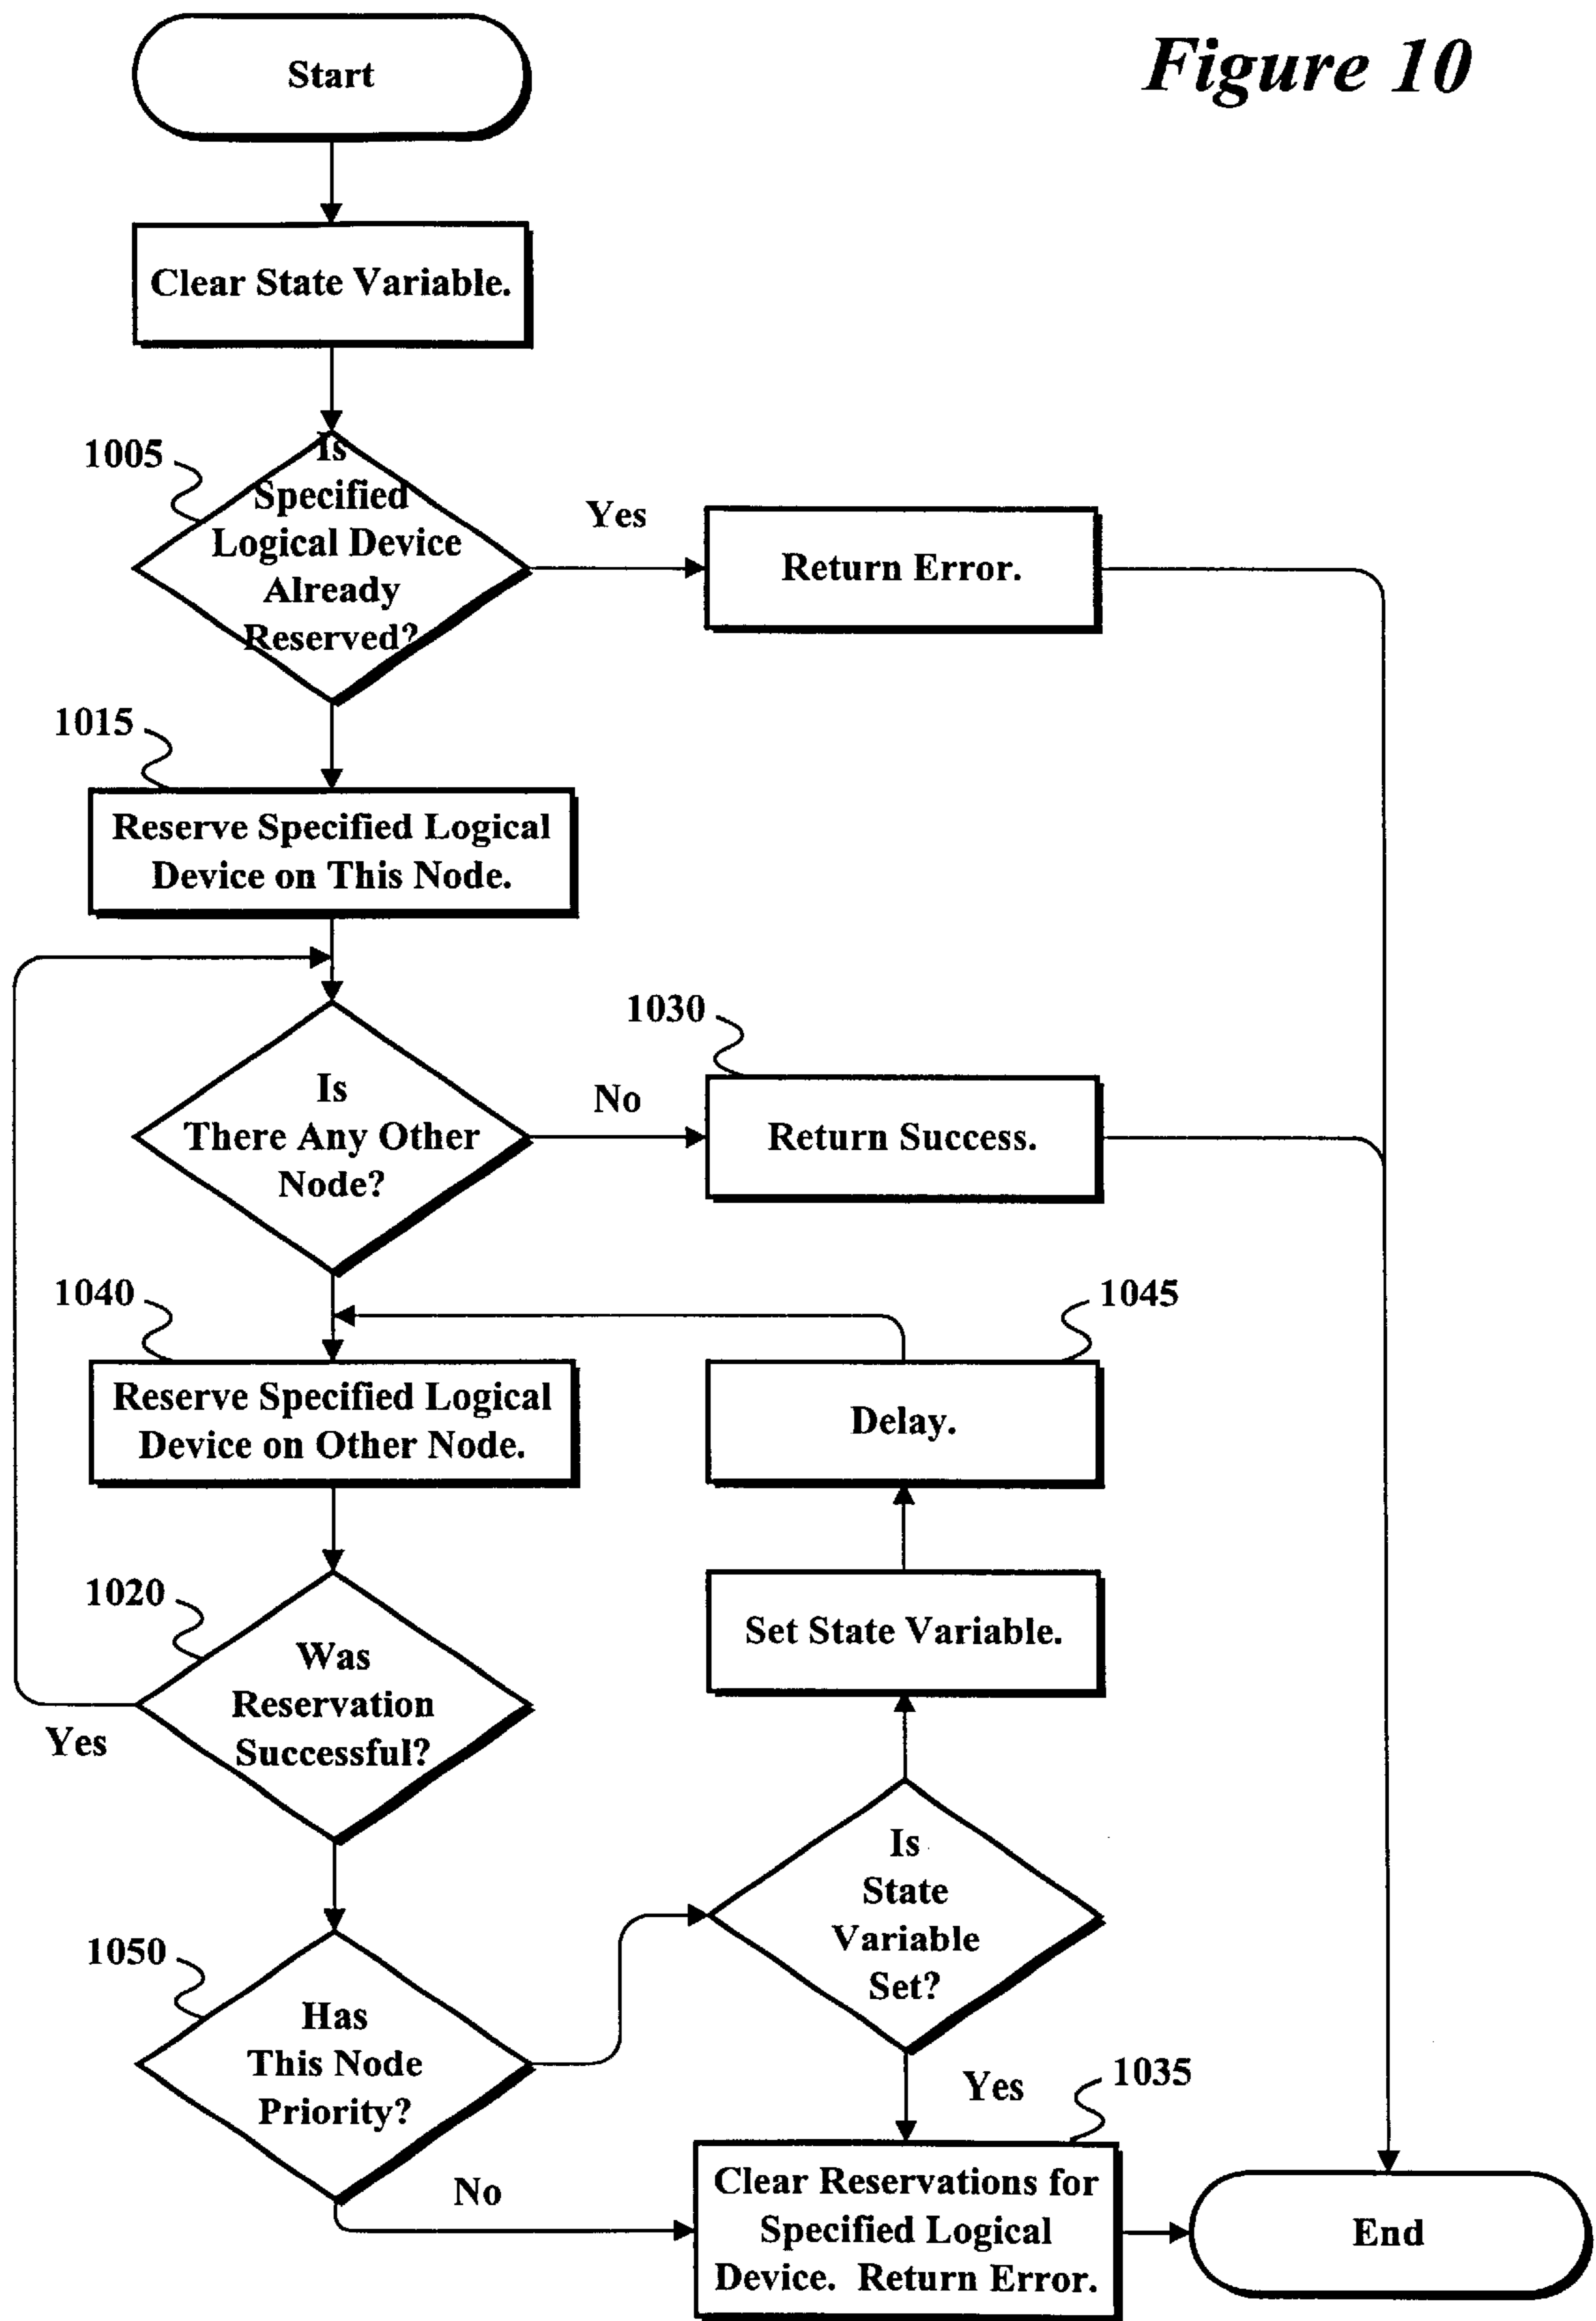 Figure 10
Start
Clear State Variable.
1005
Is
Specified
Logical Device
Already
Reserved?
Yes
Return Error.
1015
Reserve Specified Logical
Device on This Node.
1030
Is
There Any Other
Node?
No
Return Success.
1040
1045
Reserve Specified Logical
Device on Other Node.
Delay.
1020
Was
Reservation
Successful?
Yes
Set State Variable.
Is
State
Variable
Set?
1050
Has
This Node
Priority?
Yes
1035
No
Clear Reservations for
Specified Logical
Device. Return Error.
End